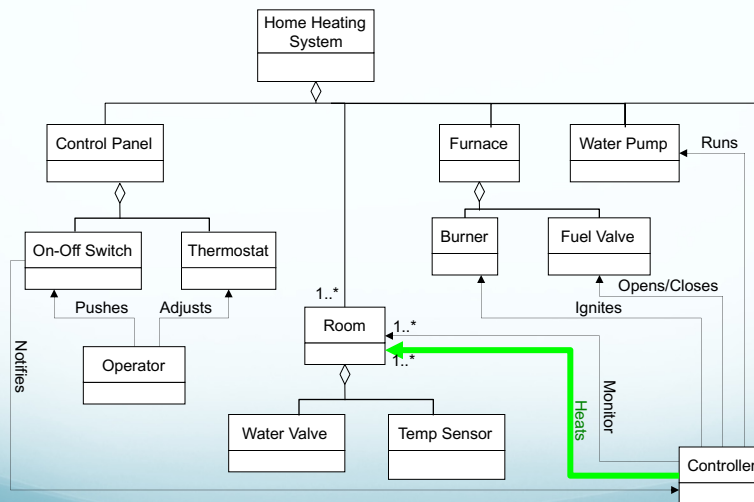 Home Heating
System
Control Panel
Furnace
Water Pump
Runs
On-Off Switch
Thermostat
Burner
Fuel Valve
Opens/Closes
Ignites
Pushes
Adjusts
1..*
Room
1..*
1..*
Operator
Notifies
Monitor
Heats
Water Valve
Temp Sensor
Controller